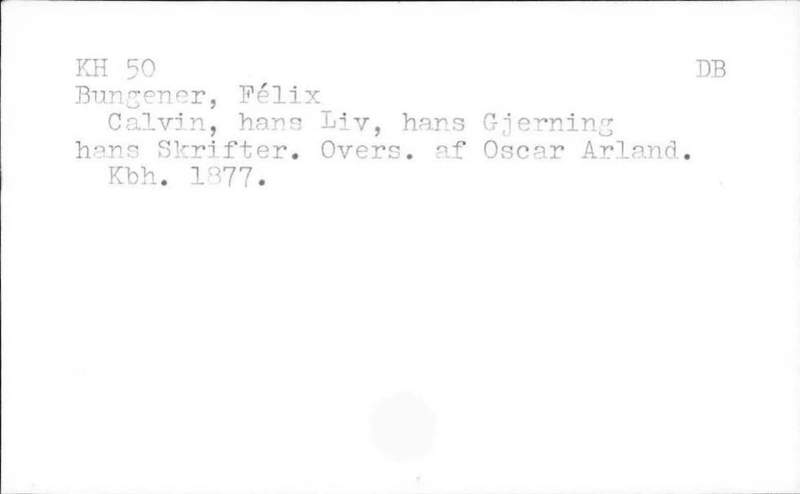 KH 50 DB
Bungener, Félix
Calvin, hans Liv, hans Gjerning
hans Skrifter. Overs. af Oscar Arland.
Kbh. 1877.